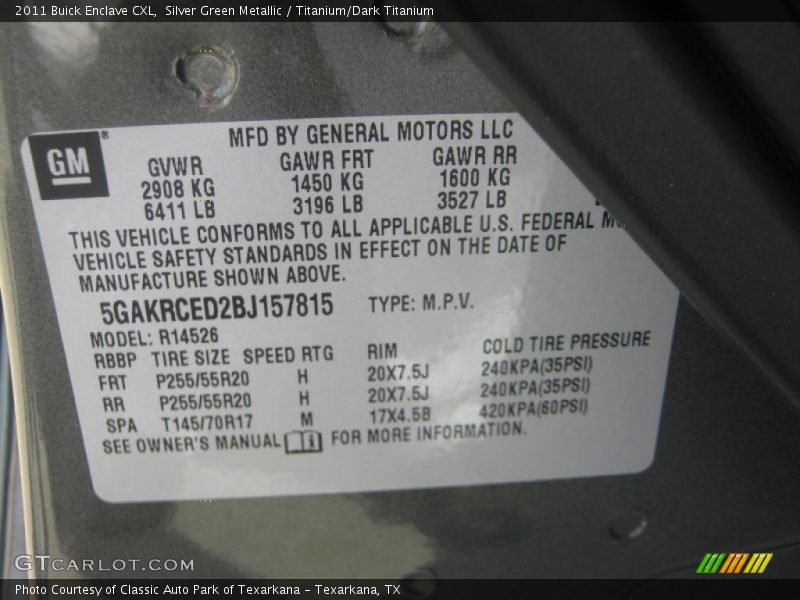 2011 Buick Enclave CXL, Silver Green Metallic / Titanium/Dark Titanium
GM® MFD BY GENERAL MOTORS LLC
GVWR GAWR FRT GAWR RR
2908 KG 1450 KG 1600 KG
6411 LB 3196 LB 3527 LB
THIS VEHICLE CONFORMS TO ALL APPLICABLE U.S. FEDERAL
VEHICLE SAFETY STANDARDS IN EFFECT ON THE DATE OF
MANUFACTURE SHOWN ABOVE.
5GAKRCED2BJ157815 TYPE: M.P.V.
MODEL: R14526
RBBP TIRE SIZE SPEED RTG RIM COLD TIRE PRESSURE
FRT P255/55R20 H 20X7.5J 240KPA(35PSI)
RR P255/55R20 H 20X7.5J 240KPA(35PSI)
SPA T145/70R17 M 17X4.5B 420KPA(60PSI)
SEE OWNER'S MANUAL FOR MORE INFORMATION.
GTCARLOT.COM
Photo Courtesy of Classic Auto Park of Texarkana - Texarkana, TX